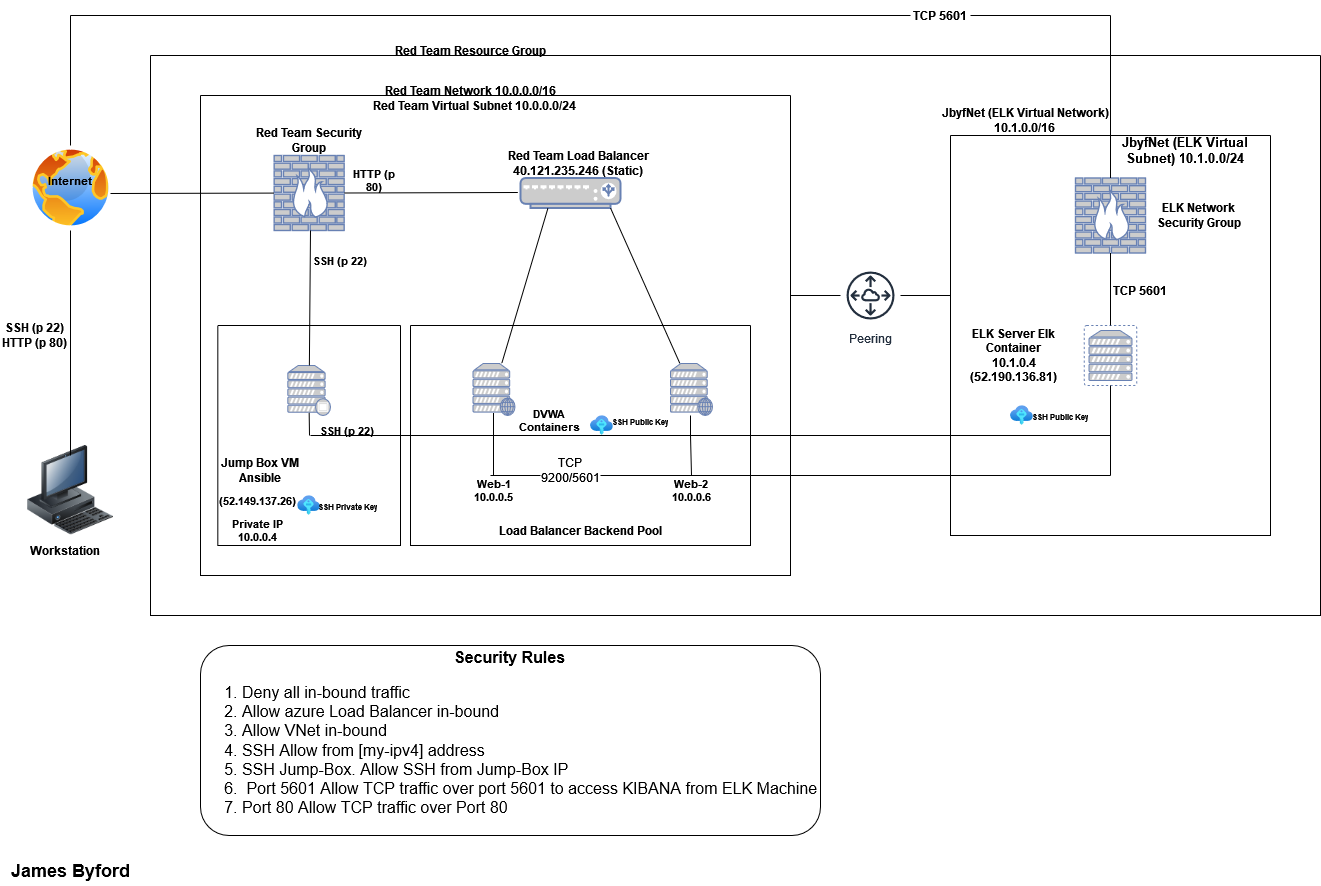 TCP 5601
Red Team Resource Group
Red Team Network 10.0.0.0/16
Red Team Virtual Subnet 10.0.0.0/24
JbyfNet (ELK Virtual Network)
10.1.0.0/16
JbyfNet (ELK Virtual
Subnet) 10.1.0.0/24
Red Team Security
Group
Red Team Load Balancer
40.121.235.246 (Static)
HTTP (p
80)
Internet
ELK Network
Security Group
SSH (p 22)
TCP 5601
SSH (p 22)
HTTP (p 80)
Peering
ELK Server Elk
Container
10.1.0.4
(52.190.136.81)
DVWA
Containers
SSH Public Key
SSH Public Key
SSH (p 22)
Jump Box VM
Ansible
(52.149.137.26)
SSH Private Key
Private IP
10.0.0.4
TCP
9200/5601
Web-1
10.0.0.5
Web-2
10.0.0.6
Load Balancer Backend Pool
Workstation
Security Rules
1. Deny all in-bound traffic
2. Allow azure Load Balancer in-bound
3. Allow VNet in-bound
4. SSH Allow from [my-ipv4] address
5. SSH Jump-Box. Allow SSH from Jump-Box IP
6.  Port 5601 Allow TCP traffic over port 5601 to access KIBANA from ELK Machine
7. Port 80 Allow TCP traffic over Port 80
James Byford